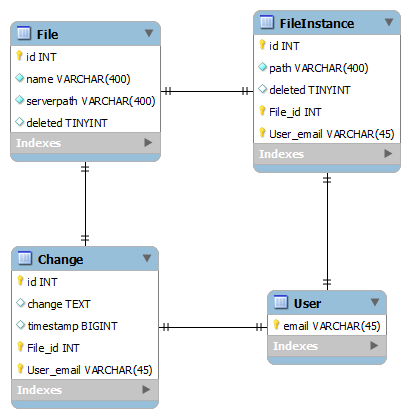 File
id INT
name VARCHAR(400)
serverpath VARCHAR(400)
deleted TINYINT
Indexes
FileInstance
id INT
path VARCHAR(400)
deleted TINYINT
File_id INT
User_email VARCHAR(45)
Indexes
Change
id INT
change TEXT
timestamp BIGINT
File_id INT
User_email VARCHAR(45)
Indexes
User
email VARCHAR(45)
Indexes